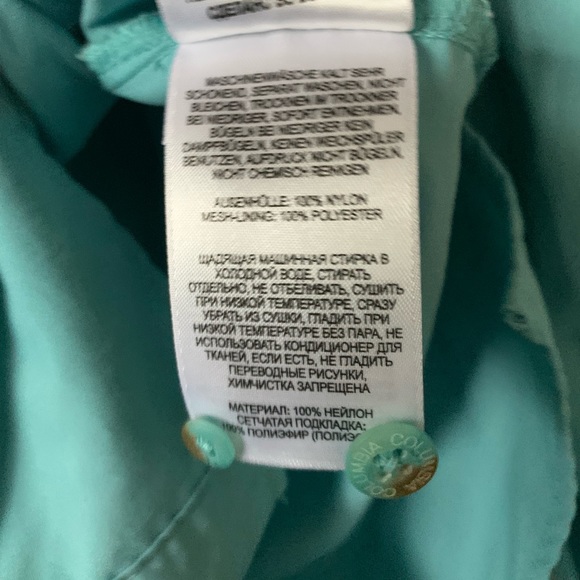 MASCHINENWÄSCHE KALT SEHR
SCHONEND, SEPARAT WASCHEN, NICHT
BLEICHEN, TROCKNEN IM TROCKNER
BEI NIEDRIGER, SOFORT ENTNEHMEN,
BÜGELN BEI NIEDRIGER KEIN
DAMPFBÜGELN, KEINEN WEICHSPÜLER
BENUTZEN, AUFDRUCK NICHT BÜGELN,
NICHT CHEMISCH REINIGEN
AUßENHÜLLE: 100% NYLON
MESH-LINING: 100% POLYESTER
ЩАДЯЩАЯ МАШИННАЯ СТИРКА В
ХОЛОДНОЙ ВОДЕ, СТИРАТЬ
ОТДЕЛЬНО, НЕ ОТБЕЛИВАТЬ, СУШИТЬ
ПРИ НИЗКОЙ ТЕМПЕРАТУРЕ, СРАЗУ
УБРАТЬ ИЗ СУШКИ, ГЛАДИТЬ ПРИ
НИЗКОЙ ТЕМПЕРАТУРЕ БЕЗ ПАРА, НЕ
ИСПОЛЬЗОВАТЬ КОНДИЦИОНЕР ДЛЯ
ТКАНЕЙ, ЕСЛИ ЕСТЬ, НЕ ГЛАДИТЬ
ПЕРЕВОДНЫЕ РИСУНКИ,
ХИМЧИСТКА ЗАПРЕЩЕНА
МАТЕРИАЛ: 100% НЕЙЛОН
СЕТЧАТАЯ ПОДКЛАДКА:
100% ПОЛИЭФИР (ПОЛИЭ
COLUMBIA COLUMBIA